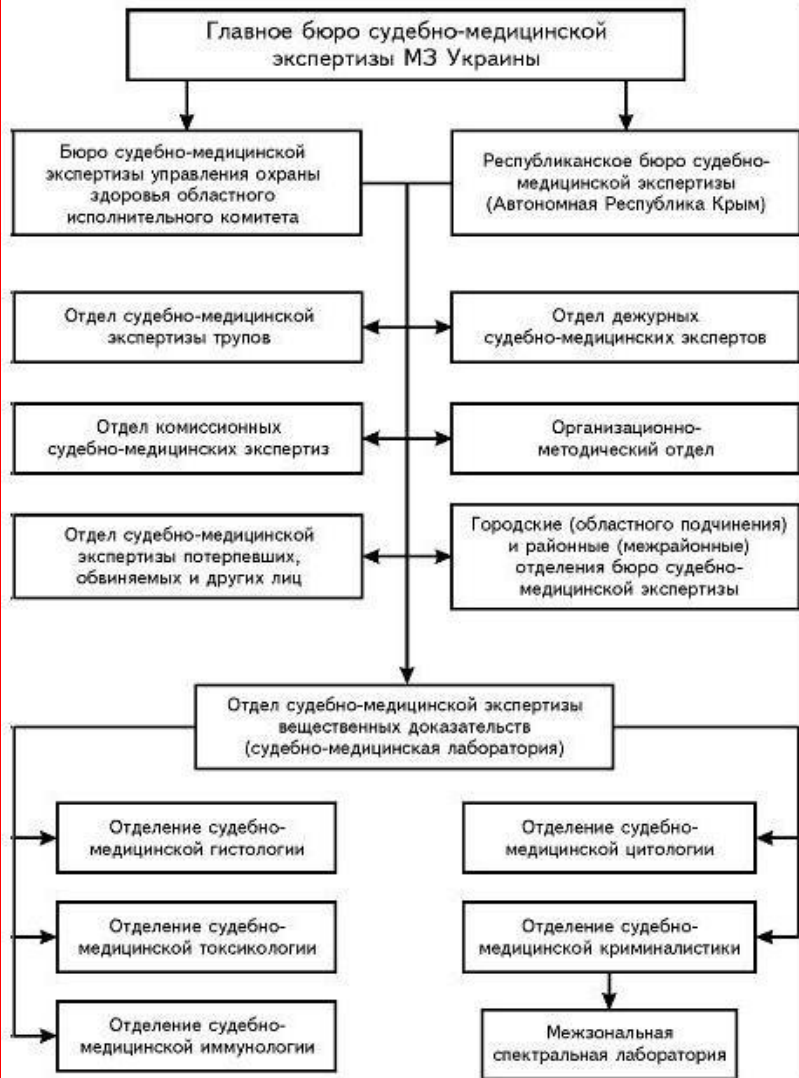 Главное бюро судебно-медицинской
экспертизы МЗ Украины
Бюро судебно-медицинской
экспертизы управления охраны
здоровья областного
исполнительного комитета
Республиканское бюро судебно-
медицинской экспертизы
(Автономная Республика Крым)
Отдел судебно-медицинской
экспертизы трупов
Отдел дежурных
судебно-медицинских экспертов
Отдел комиссионных
судебно-медицинских экспертиз
Организационно-
методический отдел
Отдел судебно-медицинской
экспертизы потерпевших,
обвиняемых и других лиц
Городские (областного подчинения)
и районные (межрайонные)
отделения бюро судебно-
медицинской экспертизы
Отдел судебно-медицинской экспертизы
вещественных доказательств
(судебно-медицинская лаборатория)
Отделение судебно-
медицинской гистологии
Отделение судебно-
медицинской цитологии
Отделение судебно-
медицинской токсикологии
Отделение судебно-
медицинской криминалистики
Отделение судебно-
медицинской иммунологии
Межзональная
спектральная лаборатория